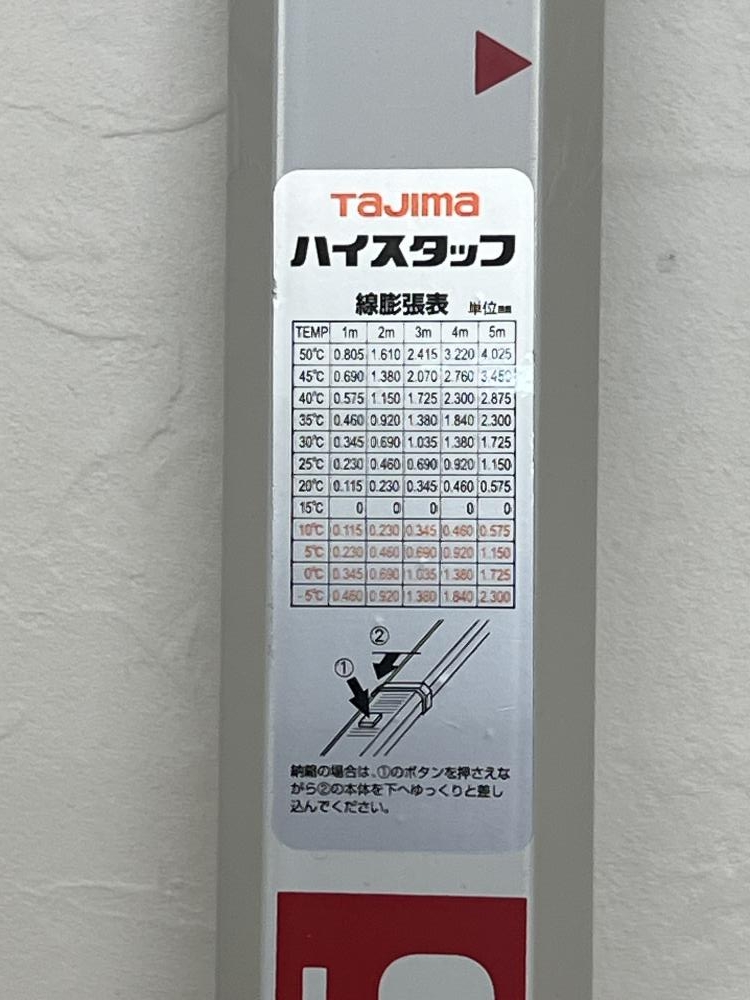 TAJIMA
ハイスタッフ
線膨張表 単位mm
TEMP 1m 2m 3m 4m 5m
50℃ 0.805 1.610 2.415 3.220 4.025
45℃ 0.690 1.380 2.070 2.760 3.450
40℃ 0.575 1.150 1.725 2.300 2.875
35℃ 0.460 0.920 1.380 1.840 2.300
30℃ 0.345 0.690 1.035 1.380 1.725
25℃ 0.230 0.460 0.690 0.920 1.150
20℃ 0.115 0.230 0.345 0.460 0.575
15℃ 0 0 0 0 0
10℃ 0.115 0.230 0.345 0.460 0.575
5℃ 0.230 0.460 0.690 0.920 1.150
0℃ 0.345 0.690 1.035 1.380 1.725
-5℃ 0.460 0.920 1.380 1.840 2.300
②
①
納の場合は、①のボタンを押さえな
がら②の本体を下へゆっくりと差し
込んでください。